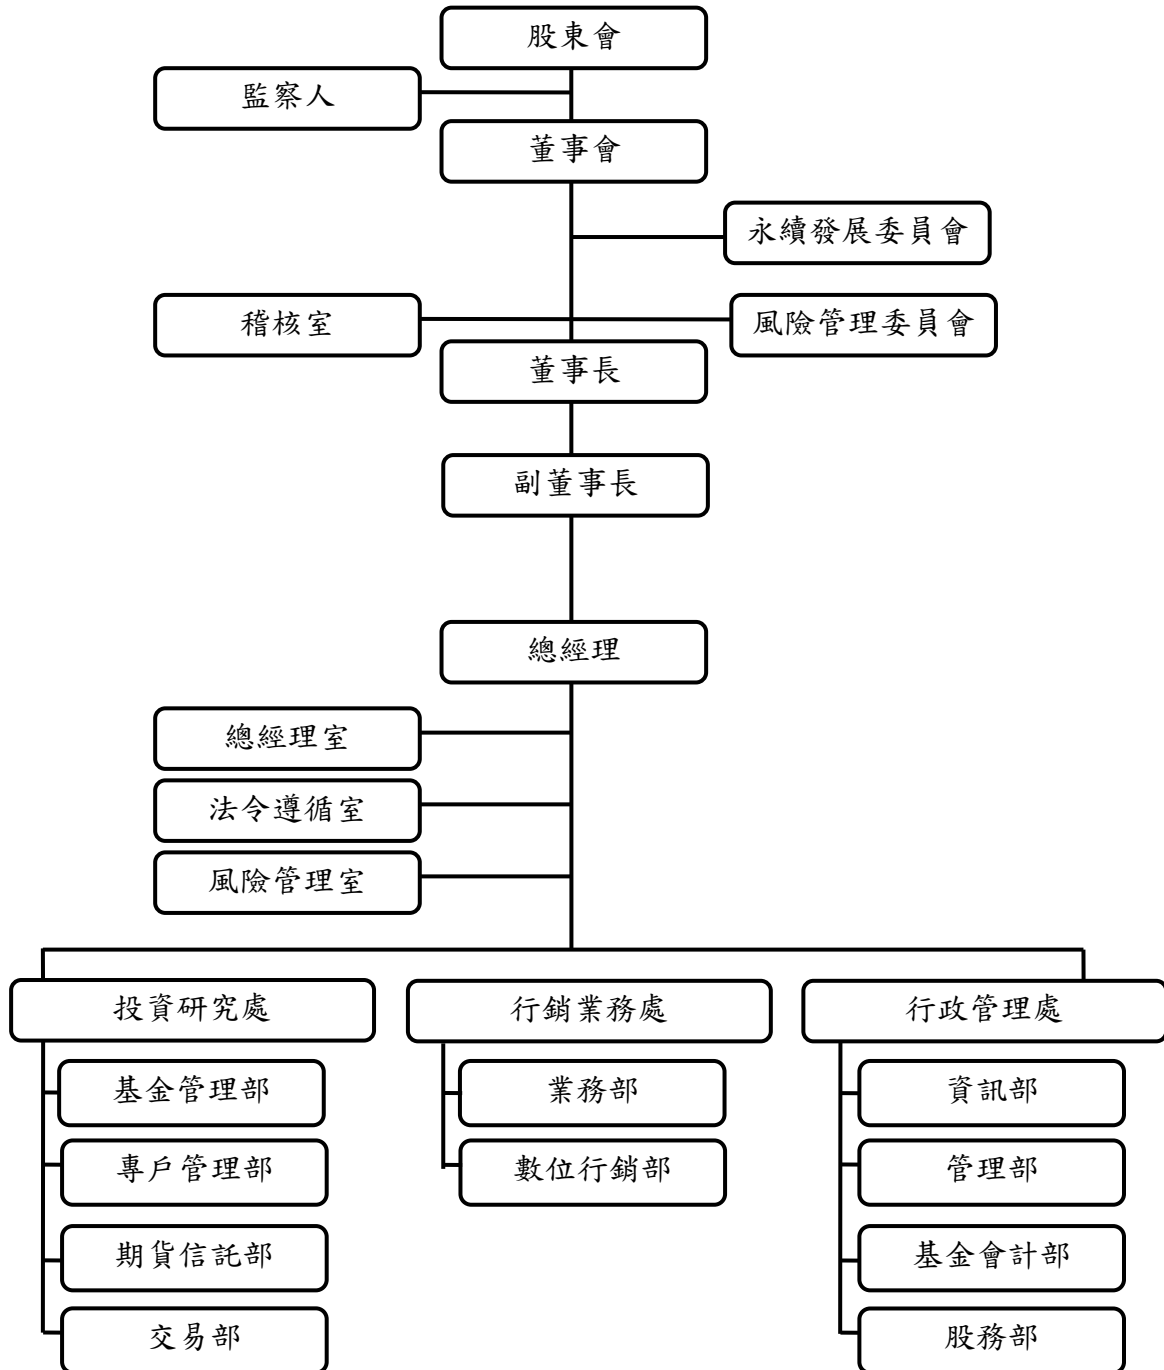 股東會
監察人
董事會
永續發展委員會
稽核室
風險管理委員會
董事長
副董事長
總經理
總經理室
法令遵循室
風險管理室
投資研究處
行銷業務處
行政管理處
基金管理部
業務部
資訊部
專戶管理部
數位行銷部
管理部
期貨信託部
基金會計部
交易部
股務部